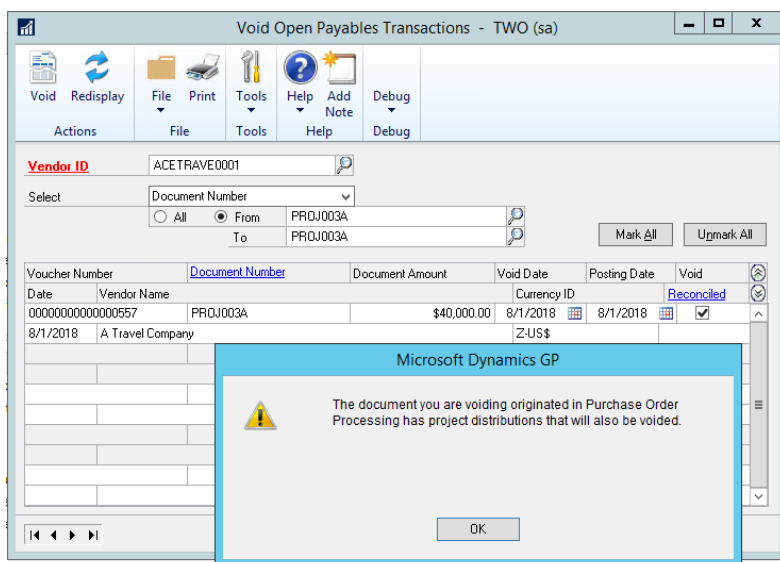 Void Open Payables Transactions - TWO (sa)
Void Redisplay File Print Tools Help Add Note Debug
Actions File Tools Help Debug
Vendor ID ACETRAVE0001
Select Document Number
All From PROJ003A
To PROJ003A Mark All Unmark All
Voucher Number Document Number Document Amount Void Date Posting Date Void
Date Vendor Name Currency ID Reconciled
00000000000000557 PROJ003A $40,000.00 8/1/2018 8/1/2018
8/1/2018 A Travel Company Z-US$
Microsoft Dynamics GP
The document you are voiding originated in Purchase Order
Processing has project distributions that will also be voided.
OK